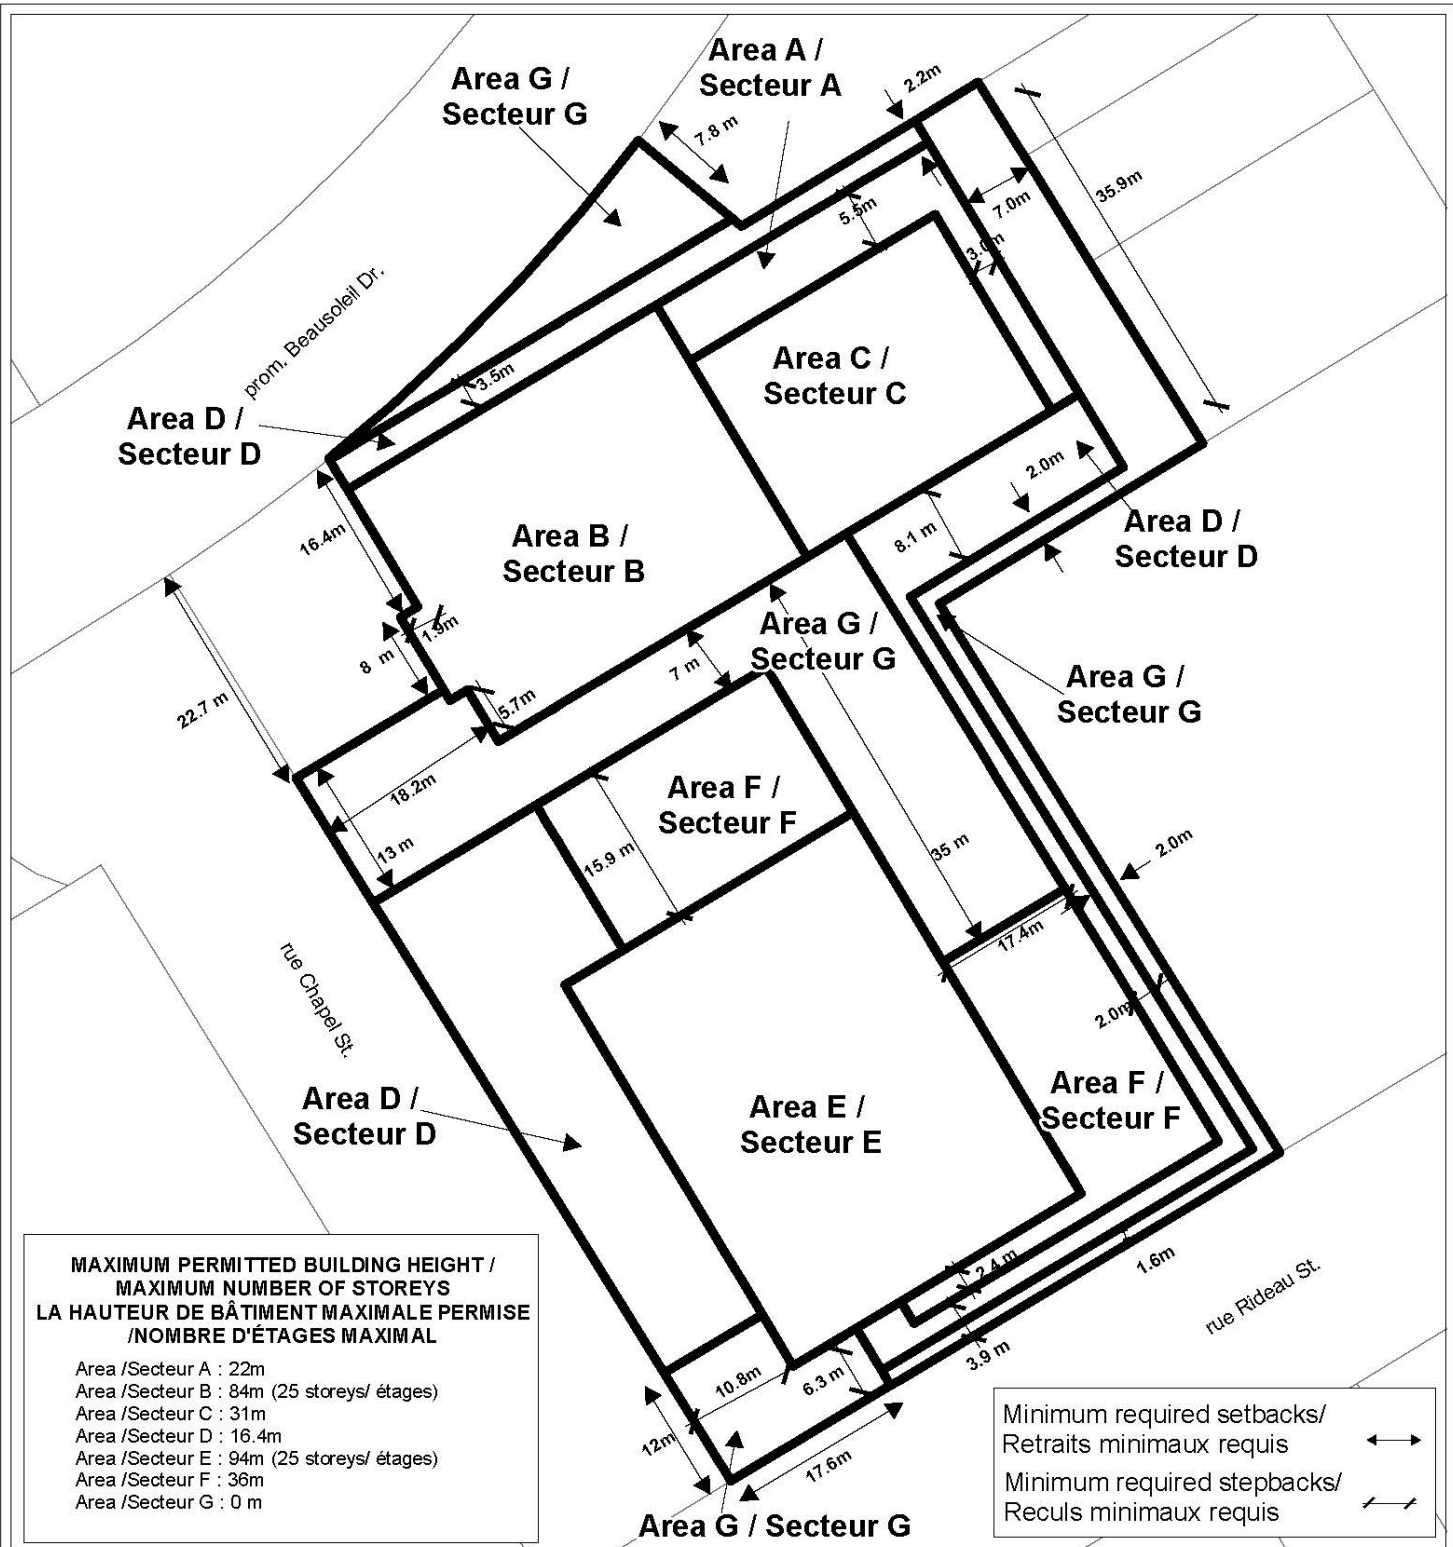 Area A /
Secteur A
Area G /
Secteur G
2.2m
7.8 m
35.9m
5.5m
7.0m
3.0m
prom. Beausoleil Dr.
3.5m
Area C /
Secteur C
Area D /
Secteur D
2.0m
16.4m
Area B /
Secteur B
8.1 m
Area D /
Secteur D
1.9m
8 m
Area G /
Secteur G
7 m
Area G /
Secteur G
22.7 m
5.7m
18.2m
Area F /
Secteur F
13 m
15.9 m
35 m
2.0m
17.4m
rue Chapel St.
2.0m
Area D /
Secteur D
Area E /
Secteur E
Area F /
Secteur F
2.4 m
1.6m
rue Rideau St.
3.9 m
10.8m
6.3 m
12m
17.6m
Area G / Secteur G
MAXIMUM PERMITTED BUILDING HEIGHT /
MAXIMUM NUMBER OF STOREYS
LA HAUTEUR DE BÂTIMENT MAXIMALE PERMISE
/NOMBRE D'ÉTAGES MAXIMAL
Area /Secteur A : 22m
Area /Secteur B : 84m (25 storeys/ étages)
Area /Secteur C : 31m
Area /Secteur D : 16.4m
Area /Secteur E : 94m (25 storeys/ étages)
Area /Secteur F : 36m
Area /Secteur G : 0 m
Minimum required setbacks/
Retraits minimaux requis
Minimum required stepbacks/
Reculs minimaux requis